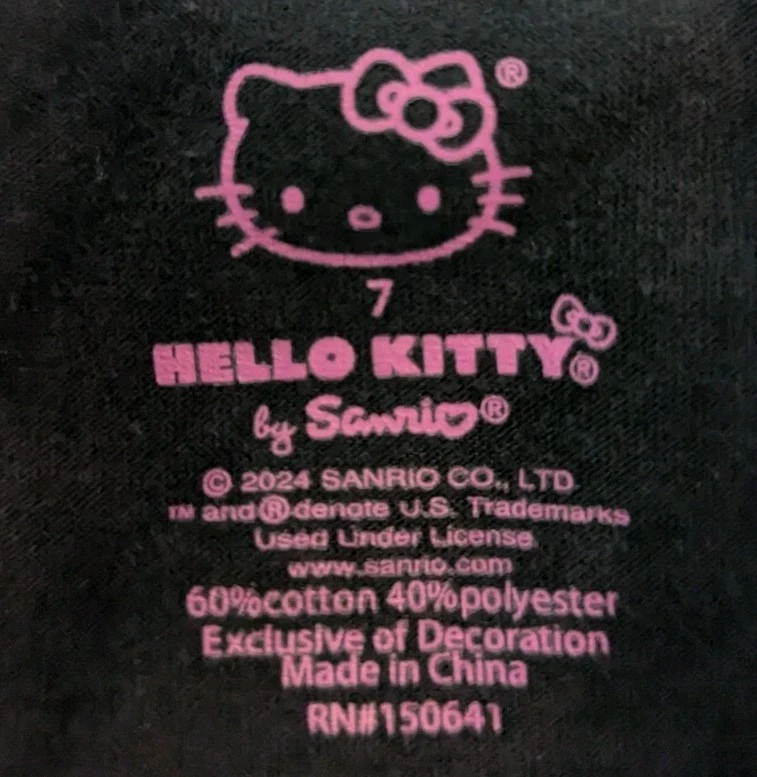 ®
7
HELLO KITTY®
by Sanrio®
© 2024 SANRIO CO., LTD.
™ and ® denote U.S. Trademarks
Used Under License
www.sanrio.com
60%cotton 40%polyester
Exclusive of Decoration
Made in China
RN#150641